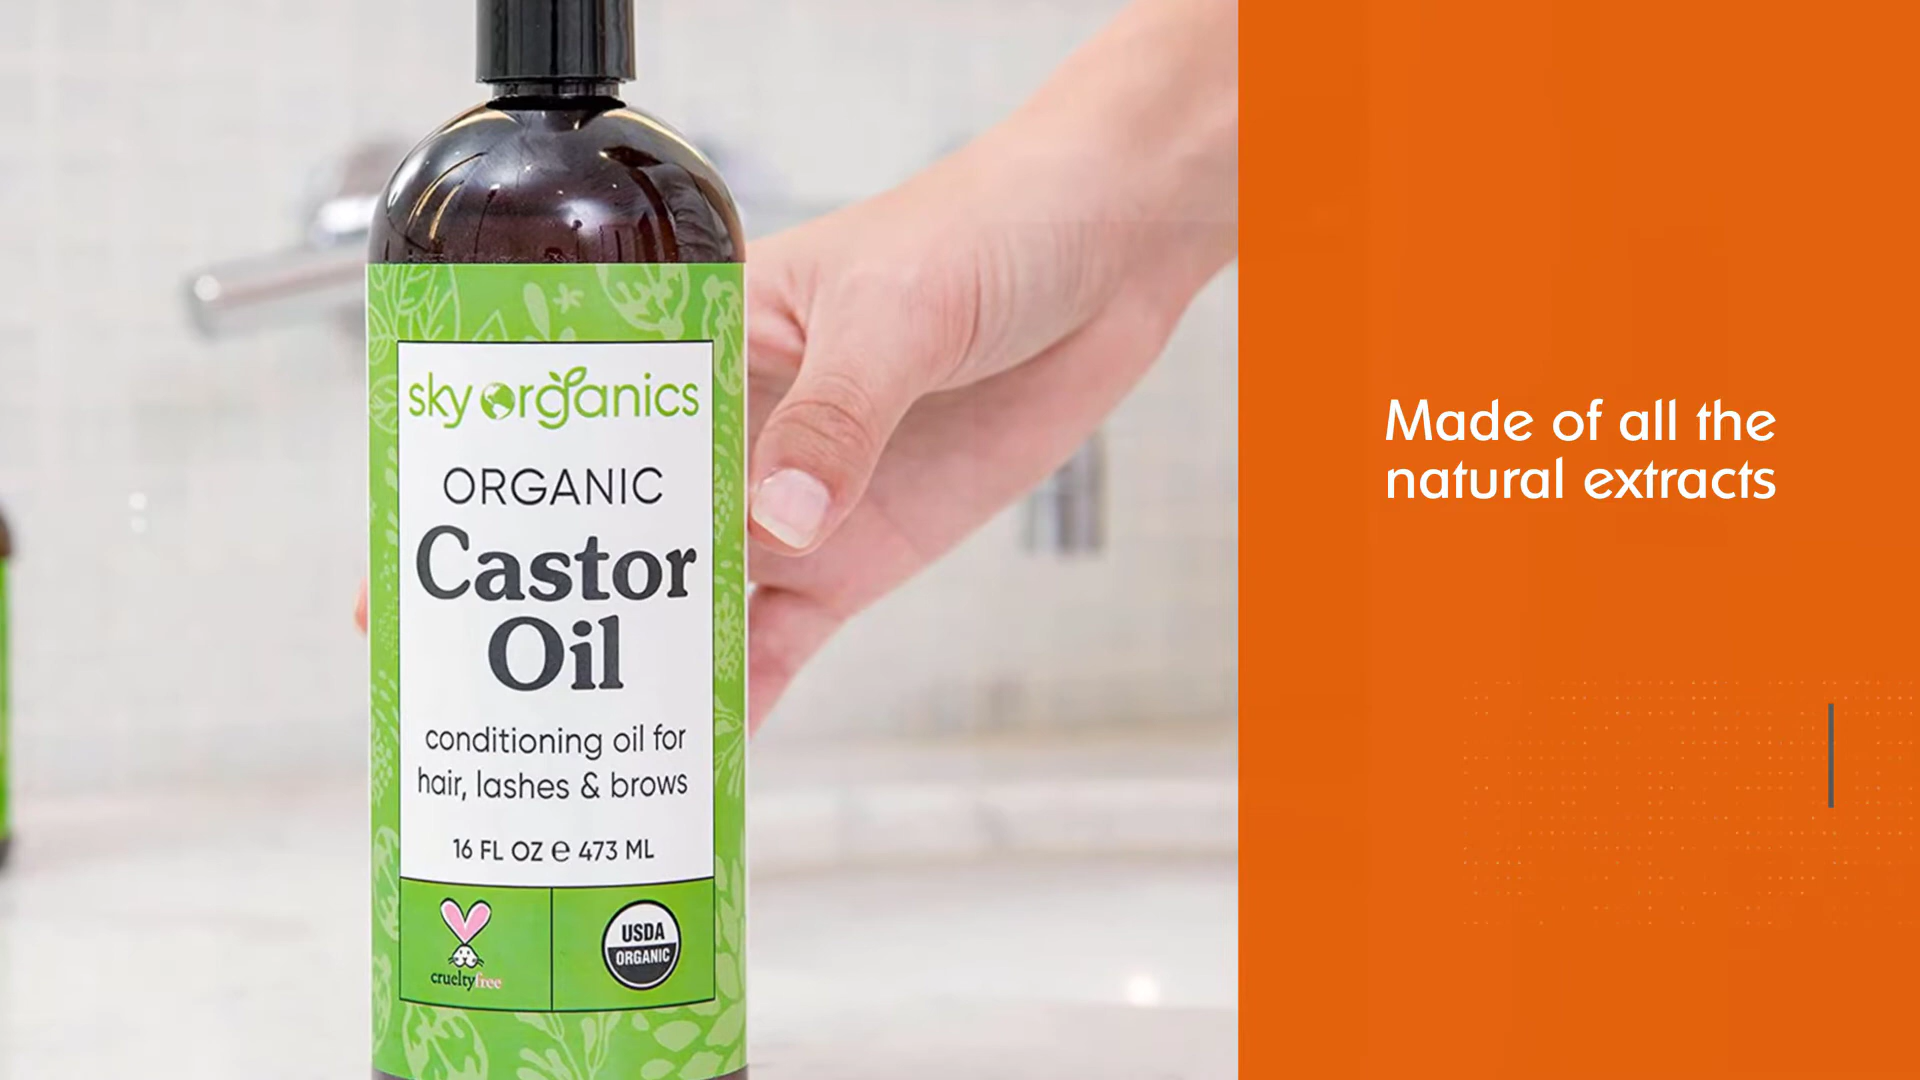 sky organics
ORGANIC
Castor
Oil
conditioning oil for
hair, lashes & brows
16 FL OZ e 473 ML
crueltyfree
USDA
ORGANIC
Made of all the
natural extracts